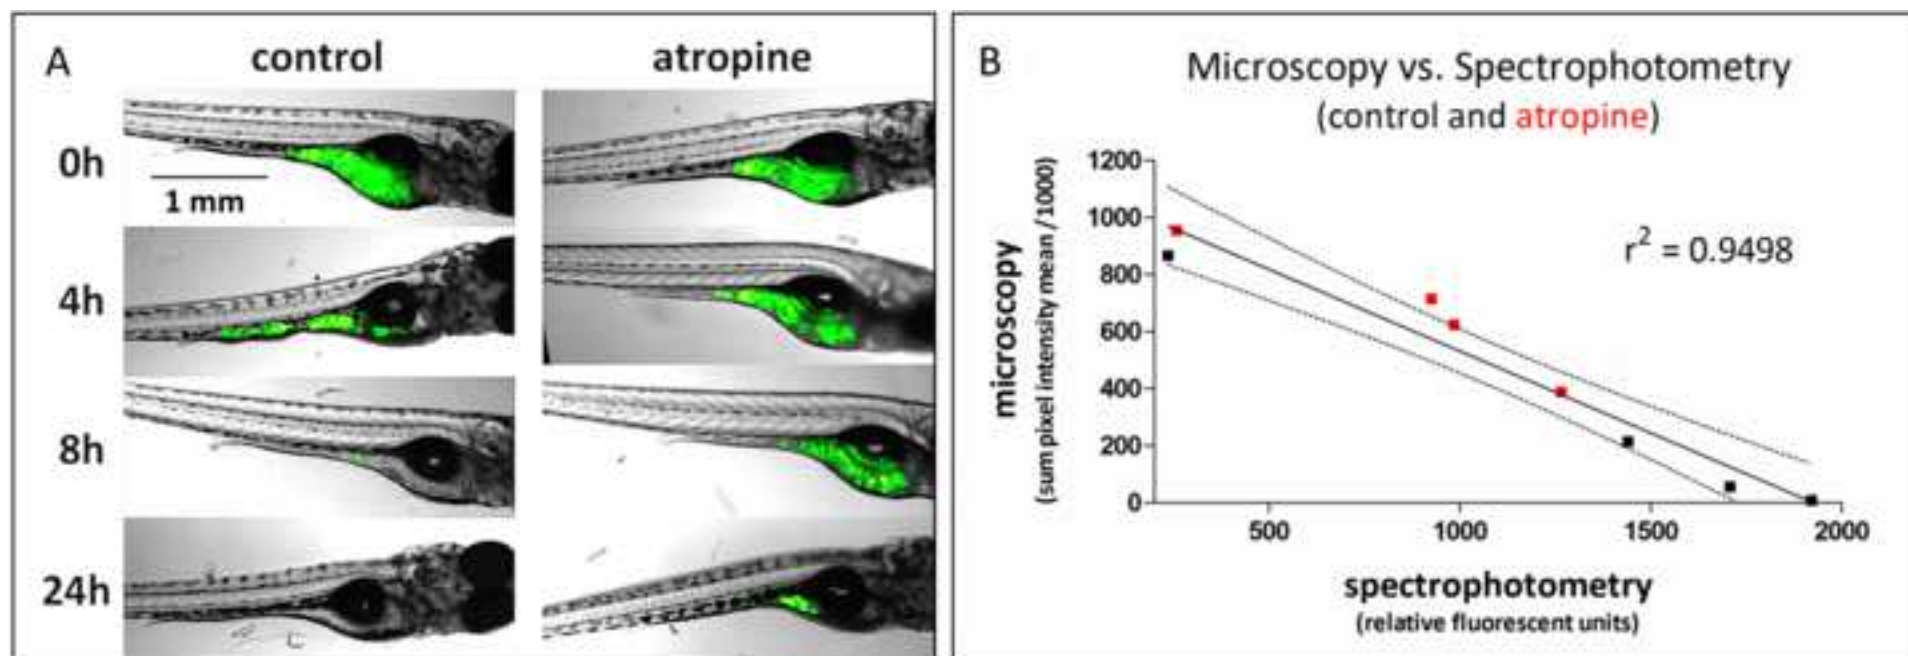 A
control
atropine
0h
1 mm
4h
8h
24h
B
Microscopy vs. Spectrophotometry
(control and atropine)
r² = 0.9498
microscopy
(sum pixel intensity mean /1000)
1200
1000
800
600
400
200
0
500
1000
1500
2000
spectrophotometry
(relative fluorescent units)